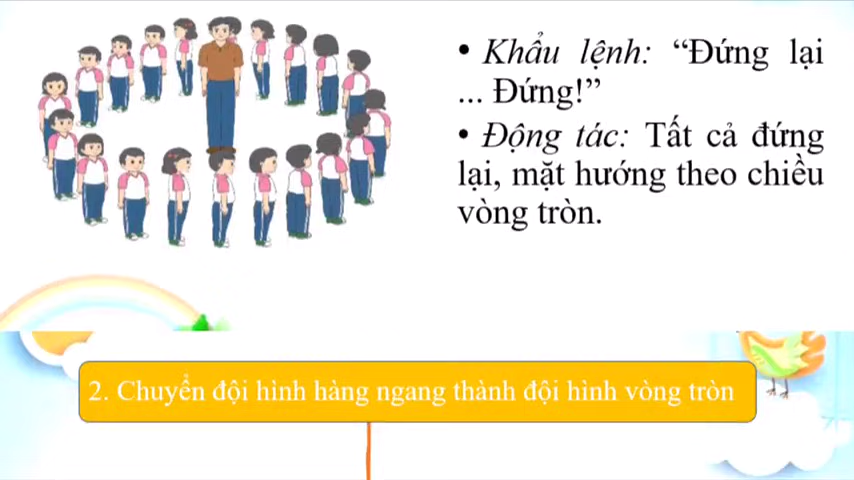 • Khẩu lệnh: “Đứng lại
... Đứng!”
• Động tác: Tất cả đứng
lại, mặt hướng theo chiều
vòng tròn.
2. Chuyển đội hình hàng ngang thành đội hình vòng tròn